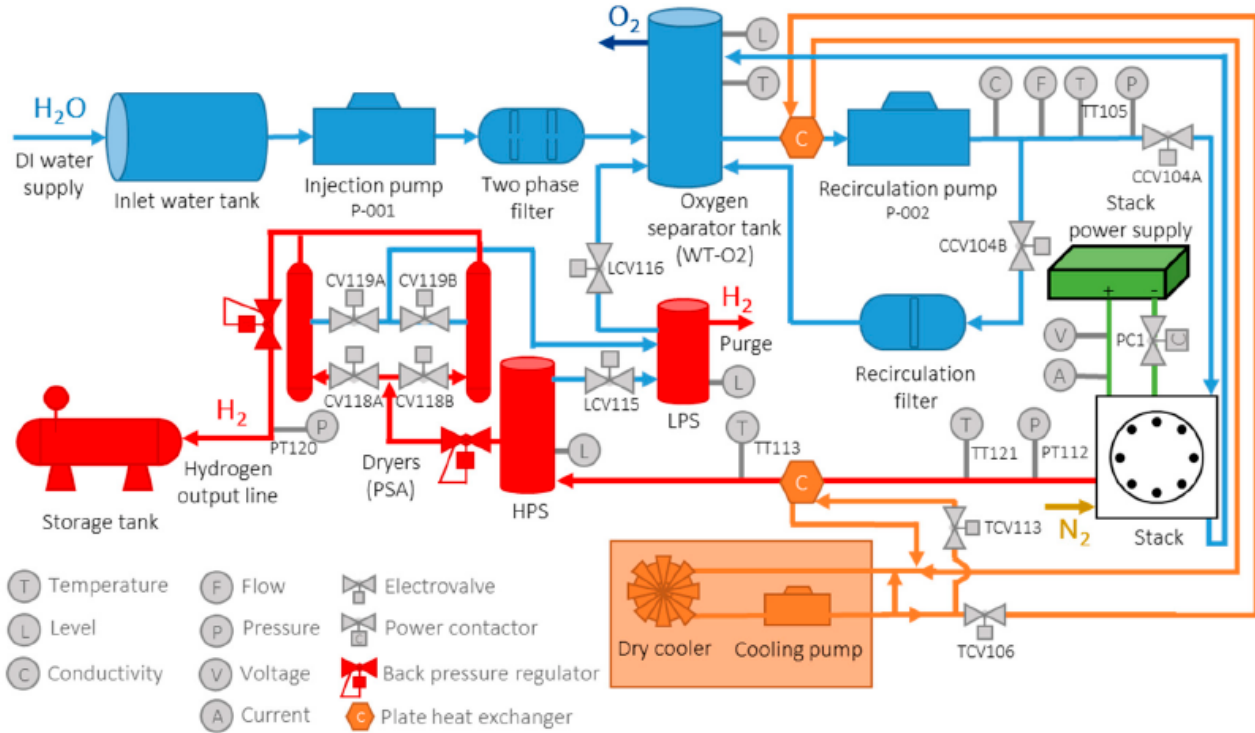 H₂O
DI water
supply
Inlet water tank
Injection pump
P-001
Two phase
filter
O₂
L
T
Oxygen
separator tank
(WT-O2)
C
Recirculation pump
P-002
C
F
T
TT105
P
CCV104A
CCV104B
Stack
power supply
+
-
V
A
PC1
C
Recirculation
filter
LCV116
CV119A
CV119B
CV118A
CV118B
H₂
Purge
L
LPS
LCV115
H₂
PT120
P
Hydrogen
output line
Storage tank
Dryers
(PSA)
L
HPS
T
TT113
C
T
TT121
P
PT112
N₂
Stack
TCV113
TCV106
Dry cooler
Cooling pump
T Temperature
L Level
C Conductivity
F Flow
P Pressure
V Voltage
A Current
Electrovalve
C Power contactor
Back pressure regulator
C Plate heat exchanger